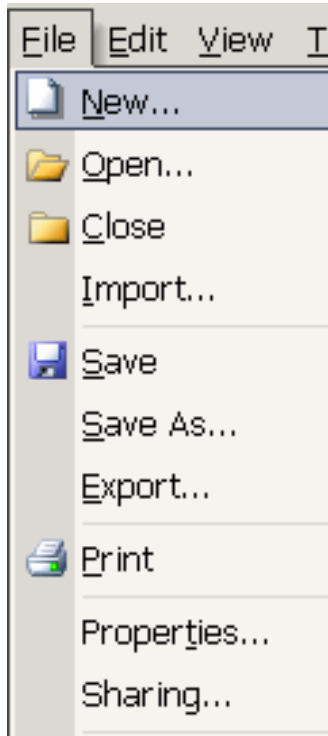 File Edit View T
New...
Open...
Close
Import...
Save
Save As...
Export...
Print
Properties...
Sharing...